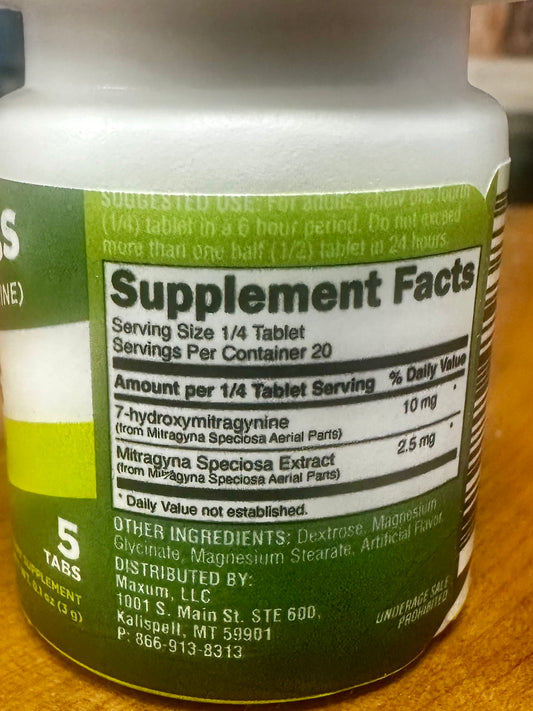 SUGGESTED USE: For adults, chew one fourth
(1/4) tablet in a 6 hour period. Do not exceed
more than one half (1/2) tablet in 24 hours.
Supplement Facts
Serving Size 1/4 Tablet
Servings Per Container 20
Amount per 1/4 Tablet Serving % Daily Value
7-hydroxymitragynine 10 mg *
(from Mitragyna Speciosa Aerial Parts)
Mitragyna Speciosa Extract 2.5 mg *
(from Mitragyna Speciosa Aerial Parts)
* Daily Value not established.
OTHER INGREDIENTS: Dextrose, Magnesium
Glycinate, Magnesium Stearate, Artificial Flavor.
DISTRIBUTED BY:
Maxum, LLC
1001 S. Main St. STE 600,
Kalispell, MT 59901
P: 866-913-8313
UNDERAGE SALE
PROHIBITED
5
TABS
SUPPLEMENT
0.1 oz (3 g)